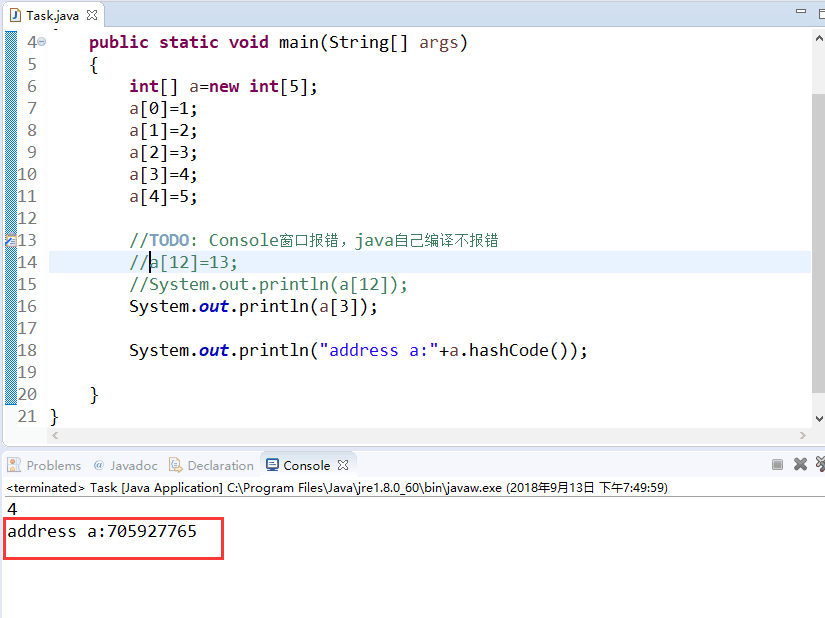 Task.java
4 public static void main(String[] args)
5 {
6 int[] a=new int[5];
7 a[0]=1;
8 a[1]=2;
9 a[2]=3;
10 a[3]=4;
11 a[4]=5;
12
13 //TODO: Console窗口报错，java自己编译不报错
14 //a[12]=13;
15 //System.out.println(a[12]);
16 System.out.println(a[3]);
17
18 System.out.println("address a:"+a.hashCode());
19
20 }
21 }
Problems @ Javadoc Declaration Console
<terminated> Task [Java Application] C:\Program Files\Java\jre1.8.0_60\bin\javaw.exe (2018年9月13日 下午7:49:59)
4
address a:705927765